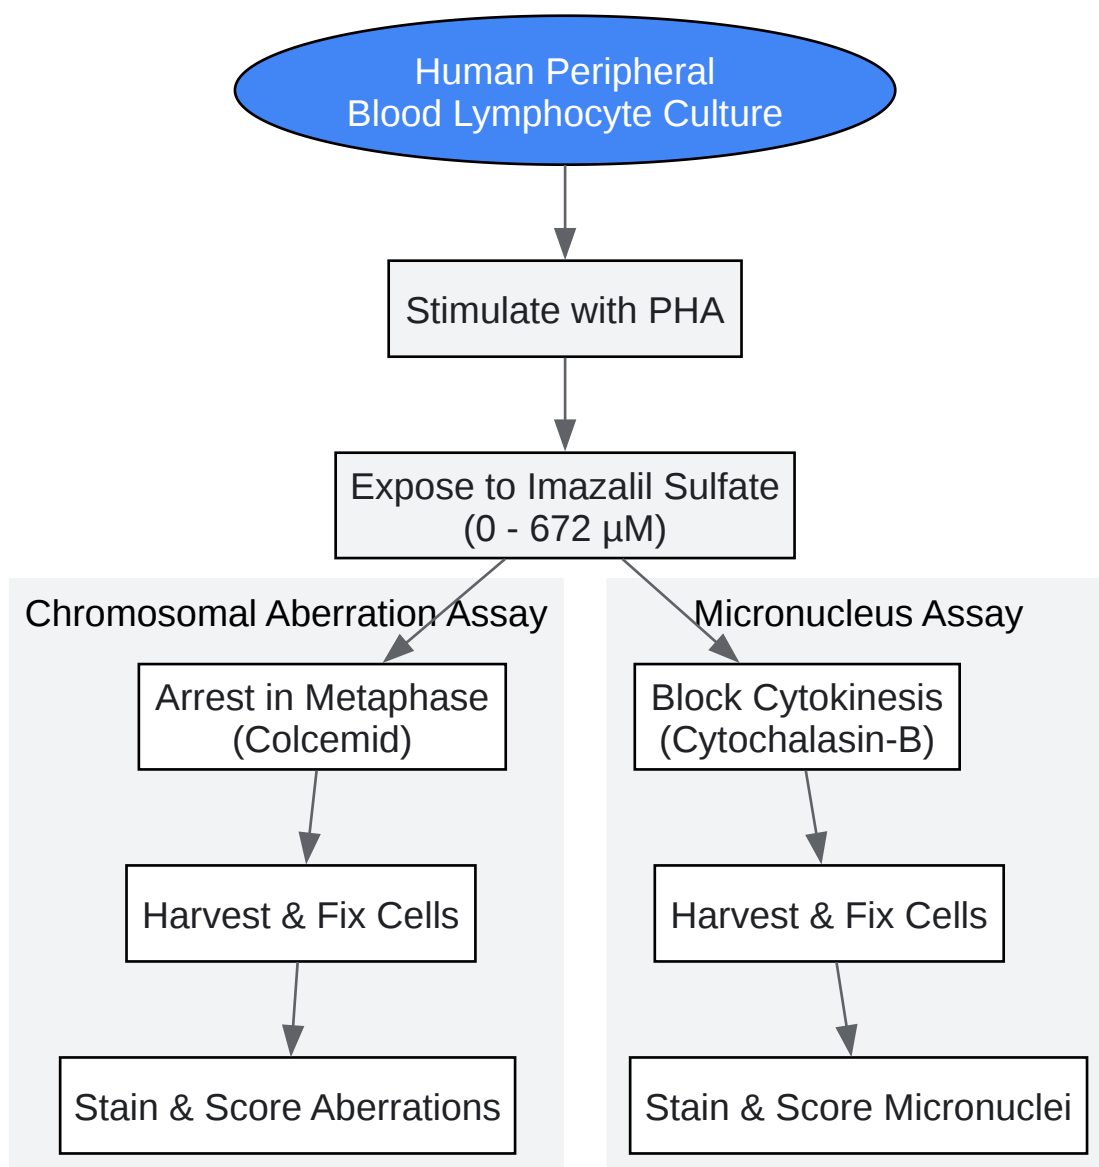 Human Peripheral
Blood Lymphocyte Culture
Stimulate with PHA
Expose to Imazalil Sulfate
(0 - 672 µM)
Chromosomal Aberration Assay
Arrest in Metaphase
(Colcemid)
Harvest & Fix Cells
Stain & Score Aberrations
Micronucleus Assay
Block Cytokinesis
(Cytochalasin-B)
Harvest & Fix Cells
Stain & Score Micronuclei